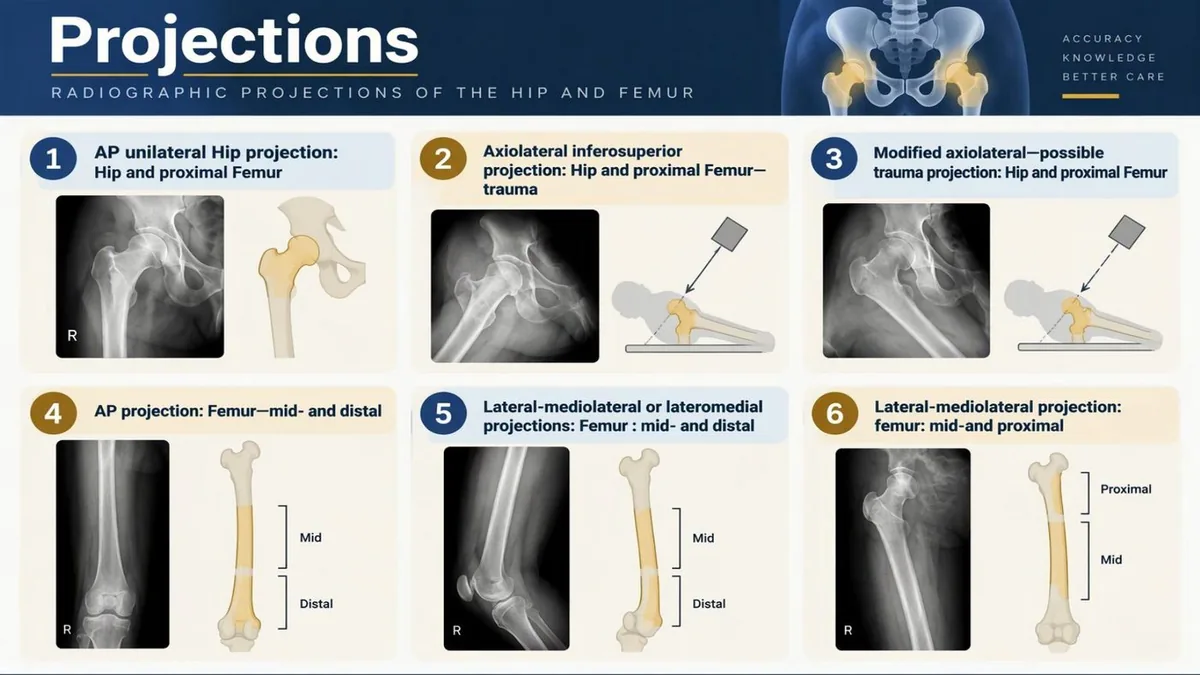 Projections
RADIOGRAPHIC PROJECTIONS OF THE HIP AND FEMUR
ACCURACY
KNOWLEDGE
BETTER CARE
1
AP unilateral Hip projection:
Hip and proximal Femur
R
2
Axiolateral inferosuperior
projection: Hip and proximal Femur—
trauma
3
Modified axiolateral—possible
trauma projection: Hip and proximal Femur
4
AP projection: Femur—mid- and distal
R
Mid
Distal
5
Lateral-mediolateral or lateromedial
projections: Femur : mid- and distal
R
Mid
Distal
6
Lateral-mediolateral projection:
femur: mid-and proximal
R
Proximal
Mid